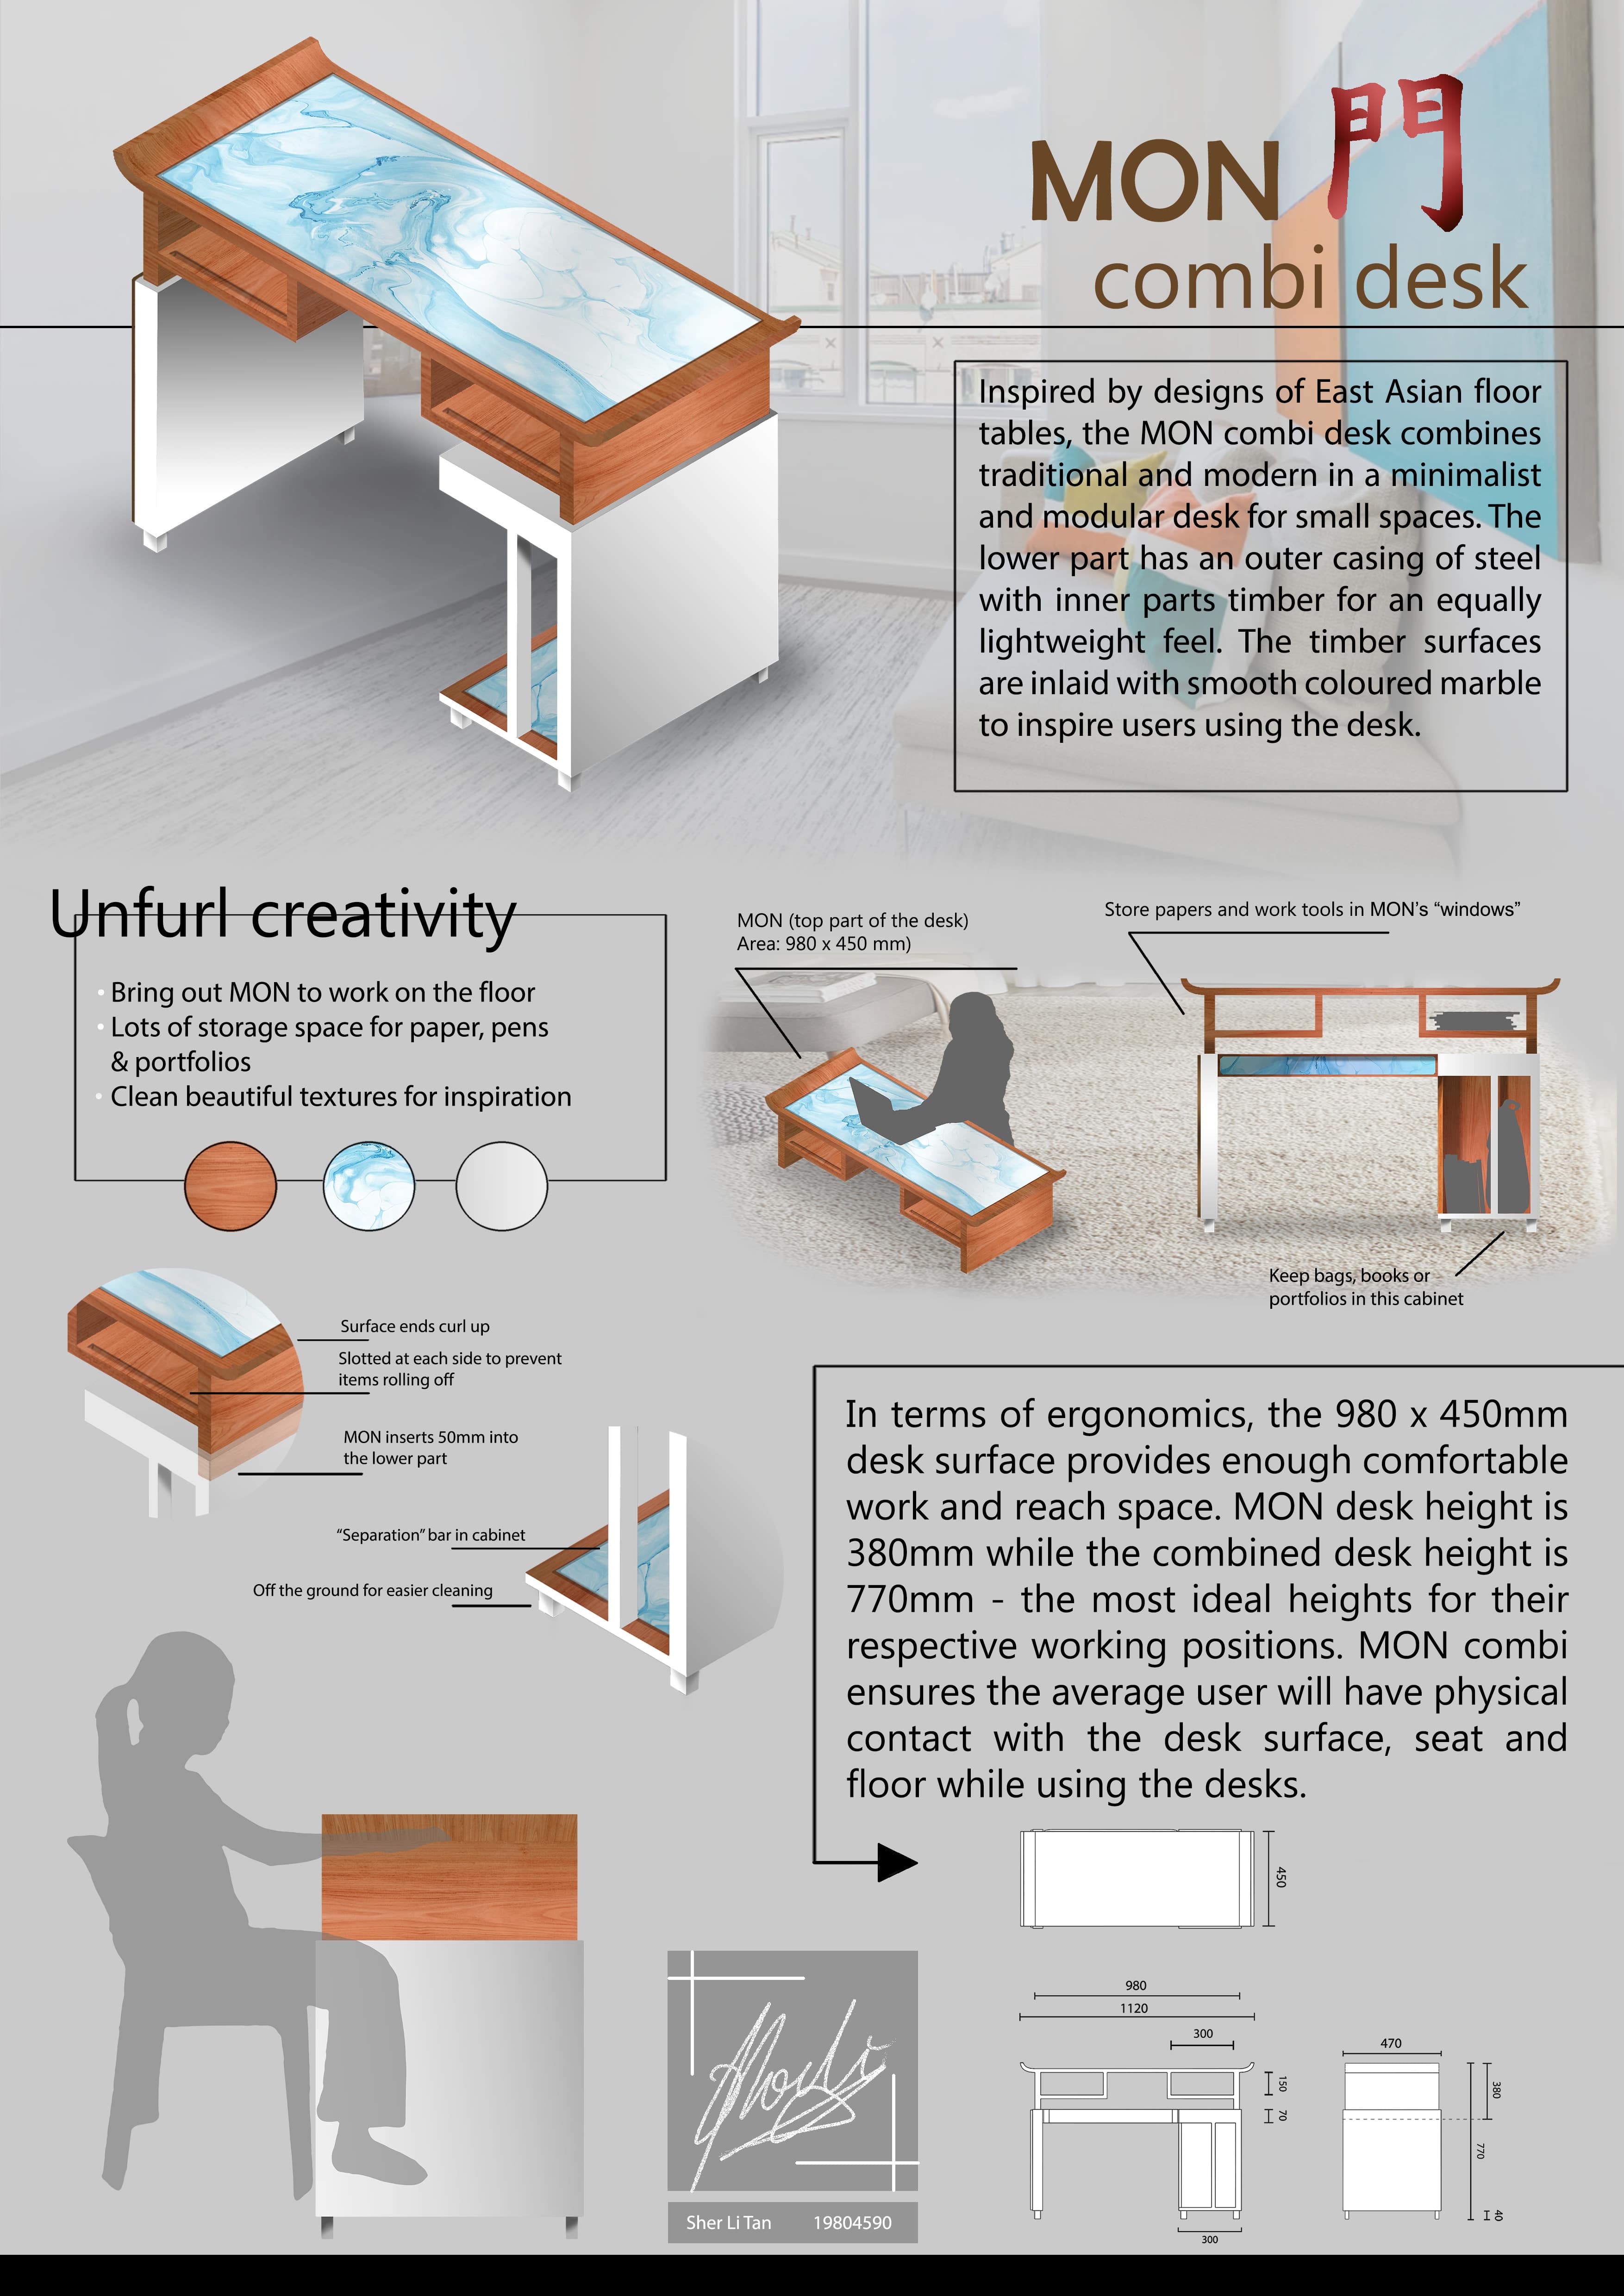 MON 門
combi desk
Inspired by designs of East Asian floor
tables, the MON combi desk combines
traditional and modern in a minimalist
and modular desk for small spaces. The
lower part has an outer casing of steel
with inner parts timber for an equally
lightweight feel. The timber surfaces
are inlaid with smooth coloured marble
to inspire users using the desk.
Unfurl creativity
Bring out MON to work on the floor
Lots of storage space for paper, pens
& portfolios
Clean beautiful textures for inspiration
MON (top part of the desk)
Area: 980 x 450 mm)
Store papers and work tools in MON's “windows”
Keep bags, books or
portfolios in this cabinet
Surface ends curl up
Slotted at each side to prevent
items rolling off
MON inserts 50mm into
the lower part
“Separation” bar in cabinet
Off the ground for easier cleaning
In terms of ergonomics, the 980 x 450mm
desk surface provides enough comfortable
work and reach space. MON desk height is
380mm while the combined desk height is
770mm - the most ideal heights for their
respective working positions. MON combi
ensures the average user will have physical
contact with the desk surface, seat and
floor while using the desks.
450
980
1120
300
150
70
300
470
380
770
40
Sher Li Tan 19804590